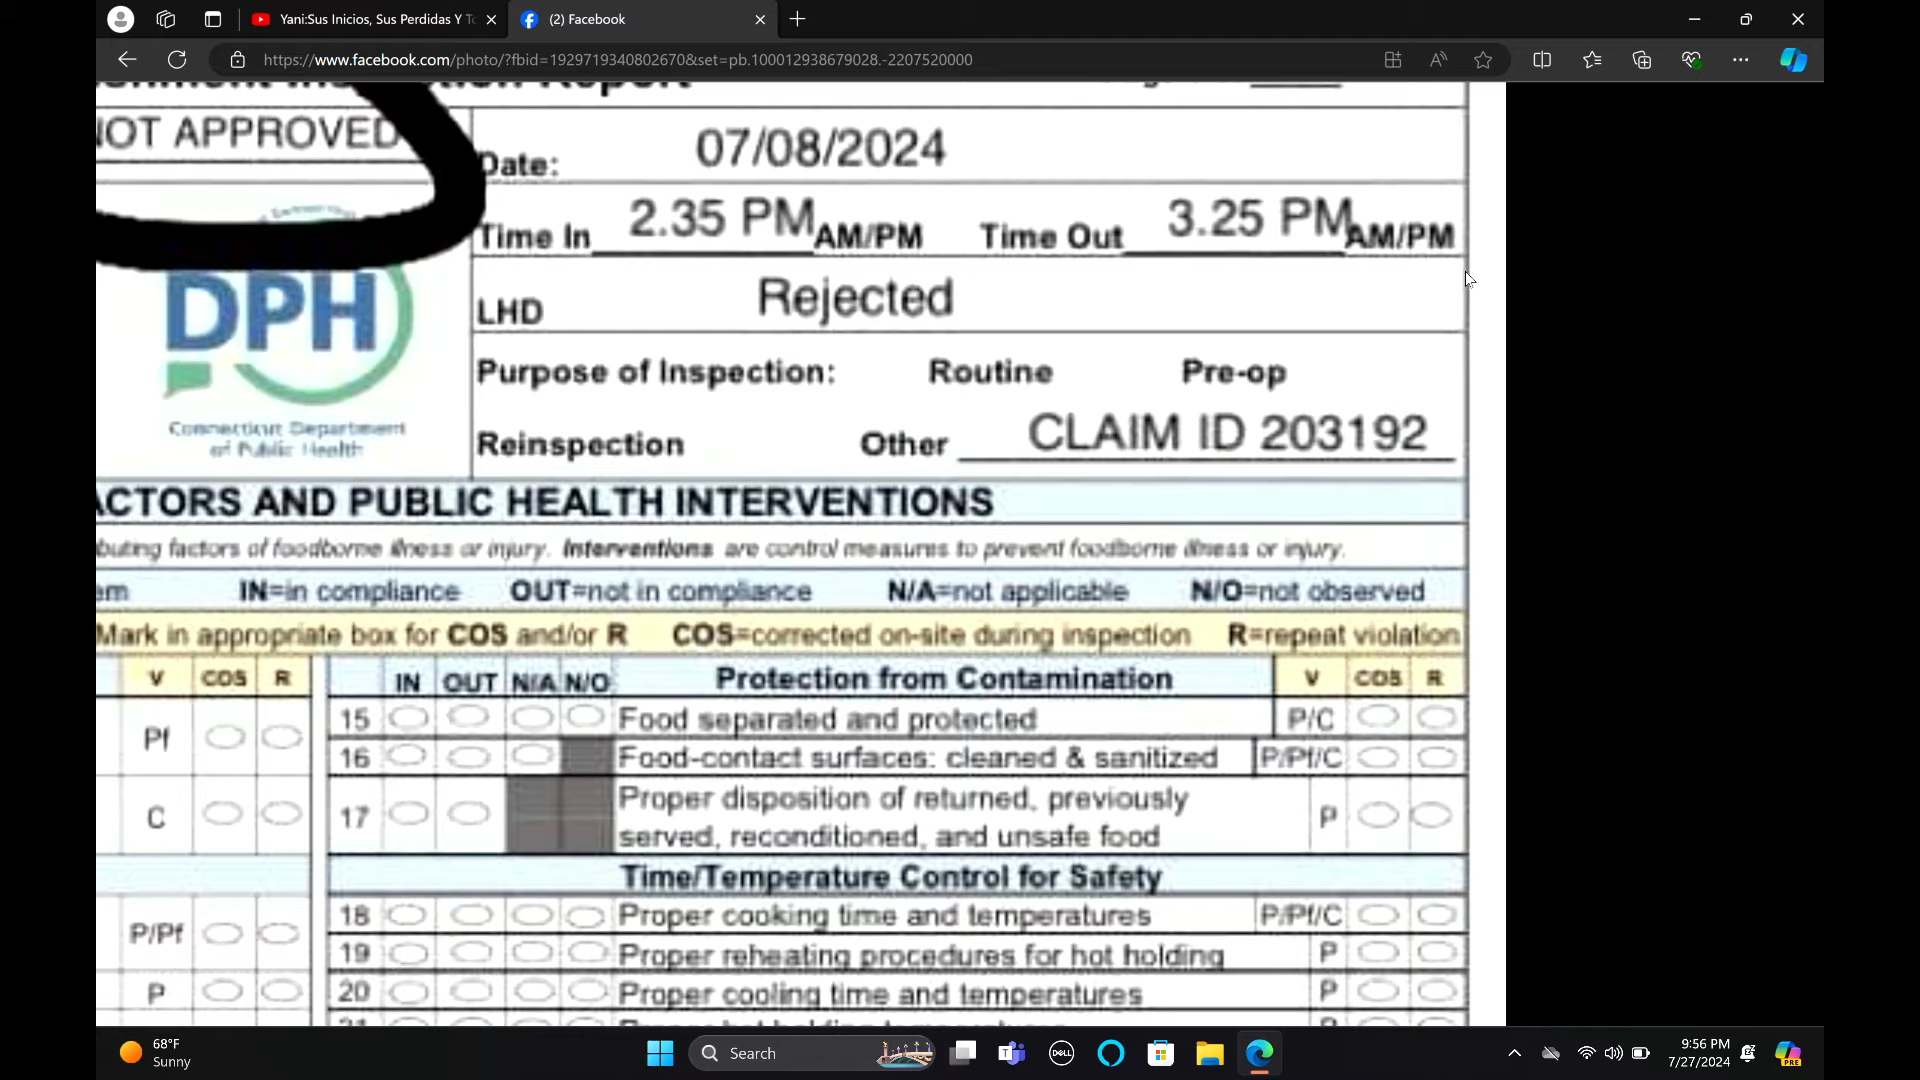 Yani:Sus Inicios, Sus Perdidas Y To
(2) Facebook
https://www.facebook.com/photo/?fbid=1929719340802670&set=pb.100012938679028.-2207520000
Report
NOT APPROVED
Date: 07/08/2024
Time In 2.35 PM AM/PM Time Out 3.25 PM AM/PM
LHD Rejected
DPH
Connecticut Department
of Public Health
Purpose of Inspection: Routine Pre-op
Reinspection Other CLAIM ID 203192
ACTORS AND PUBLIC HEALTH INTERVENTIONS
buting factors of foodborne illness or injury. Interventions are control measures to prevent foodborne illness or injury.
em IN=in compliance OUT=not in compliance N/A=not applicable N/O=not observed
Mark in appropriate box for COS and/or R COS=corrected on-site during inspection R=repeat violation
V COS R IN OUT N/A N/O Protection from Contamination V COS R
Pf 15 Food separated and protected P/C
16 Food-contact surfaces: cleaned & sanitized P/Pf/C
C 17 Proper disposition of returned, previously
served, reconditioned, and unsafe food P
Time/Temperature Control for Safety
P/Pf 18 Proper cooking time and temperatures P/Pf/C
19 Proper reheating procedures for hot holding P
P 20 Proper cooling time and temperatures P
68°F
Sunny
Search
DELL
9:56 PM
7/27/2024
PRE